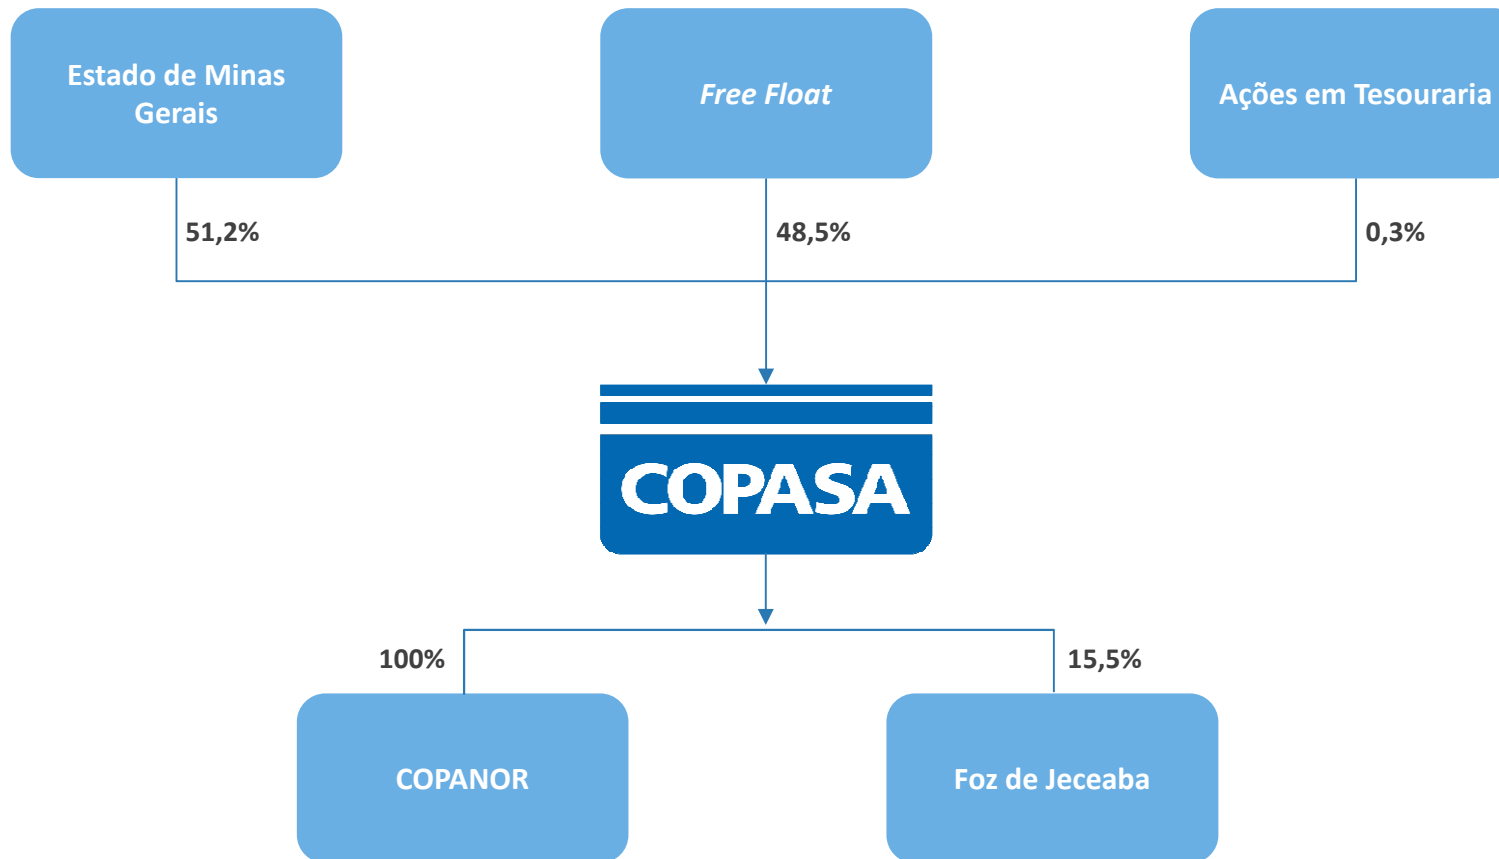 Estado de Minas
Gerais
Free Float
Ações em Tesouraria
51,2%
48,5%
0,3%
COPASA
100%
15,5%
COPANOR
Foz de Jeceaba